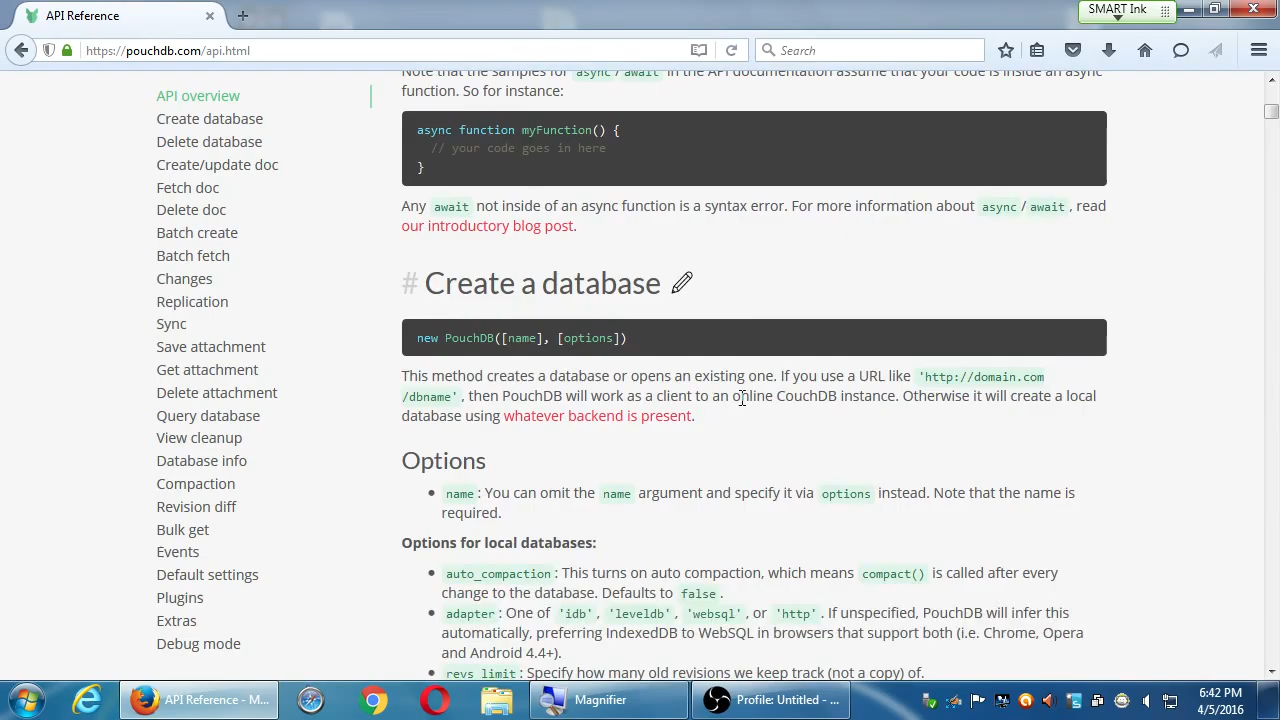 API Reference
SMART Ink
https://pouchdb.com/api.html
Search
API overview
Create database
Delete database
Create/update doc
Fetch doc
Delete doc
Batch create
Batch fetch
Changes
Replication
Sync
Save attachment
Get attachment
Delete attachment
Query database
View cleanup
Database info
Compaction
Revision diff
Bulk get
Events
Default settings
Plugins
Extras
Debug mode
Note that the samples for async / await in the API documentation assume that your code is inside an async
function. So for instance:
async function myFunction() {
// your code goes in here
}
Any await not inside of an async function is a syntax error. For more information about async / await , read
our introductory blog post.
# Create a database
new PouchDB([name], [options])
This method creates a database or opens an existing one. If you use a URL like 'http://domain.com
/dbname' , then PouchDB will work as a client to an online CouchDB instance. Otherwise it will create a local
database using whatever backend is present.
Options
• name : You can omit the name argument and specify it via options instead. Note that the name is
required.
Options for local databases:
• auto_compaction : This turns on auto compaction, which means compact() is called after every
change to the database. Defaults to false .
• adapter : One of 'idb' , 'leveldb' , 'websql' , or 'http' . If unspecified, PouchDB will infer this
automatically, preferring IndexedDB to WebSQL in browsers that support both (i.e. Chrome, Opera
and Android 4.4+).
• revs_limit : Specify how many old revisions we keep track (not a copy) of.
API Reference - M...
Magnifier
Profile: Untitled - ...
6:42 PM
4/5/2016